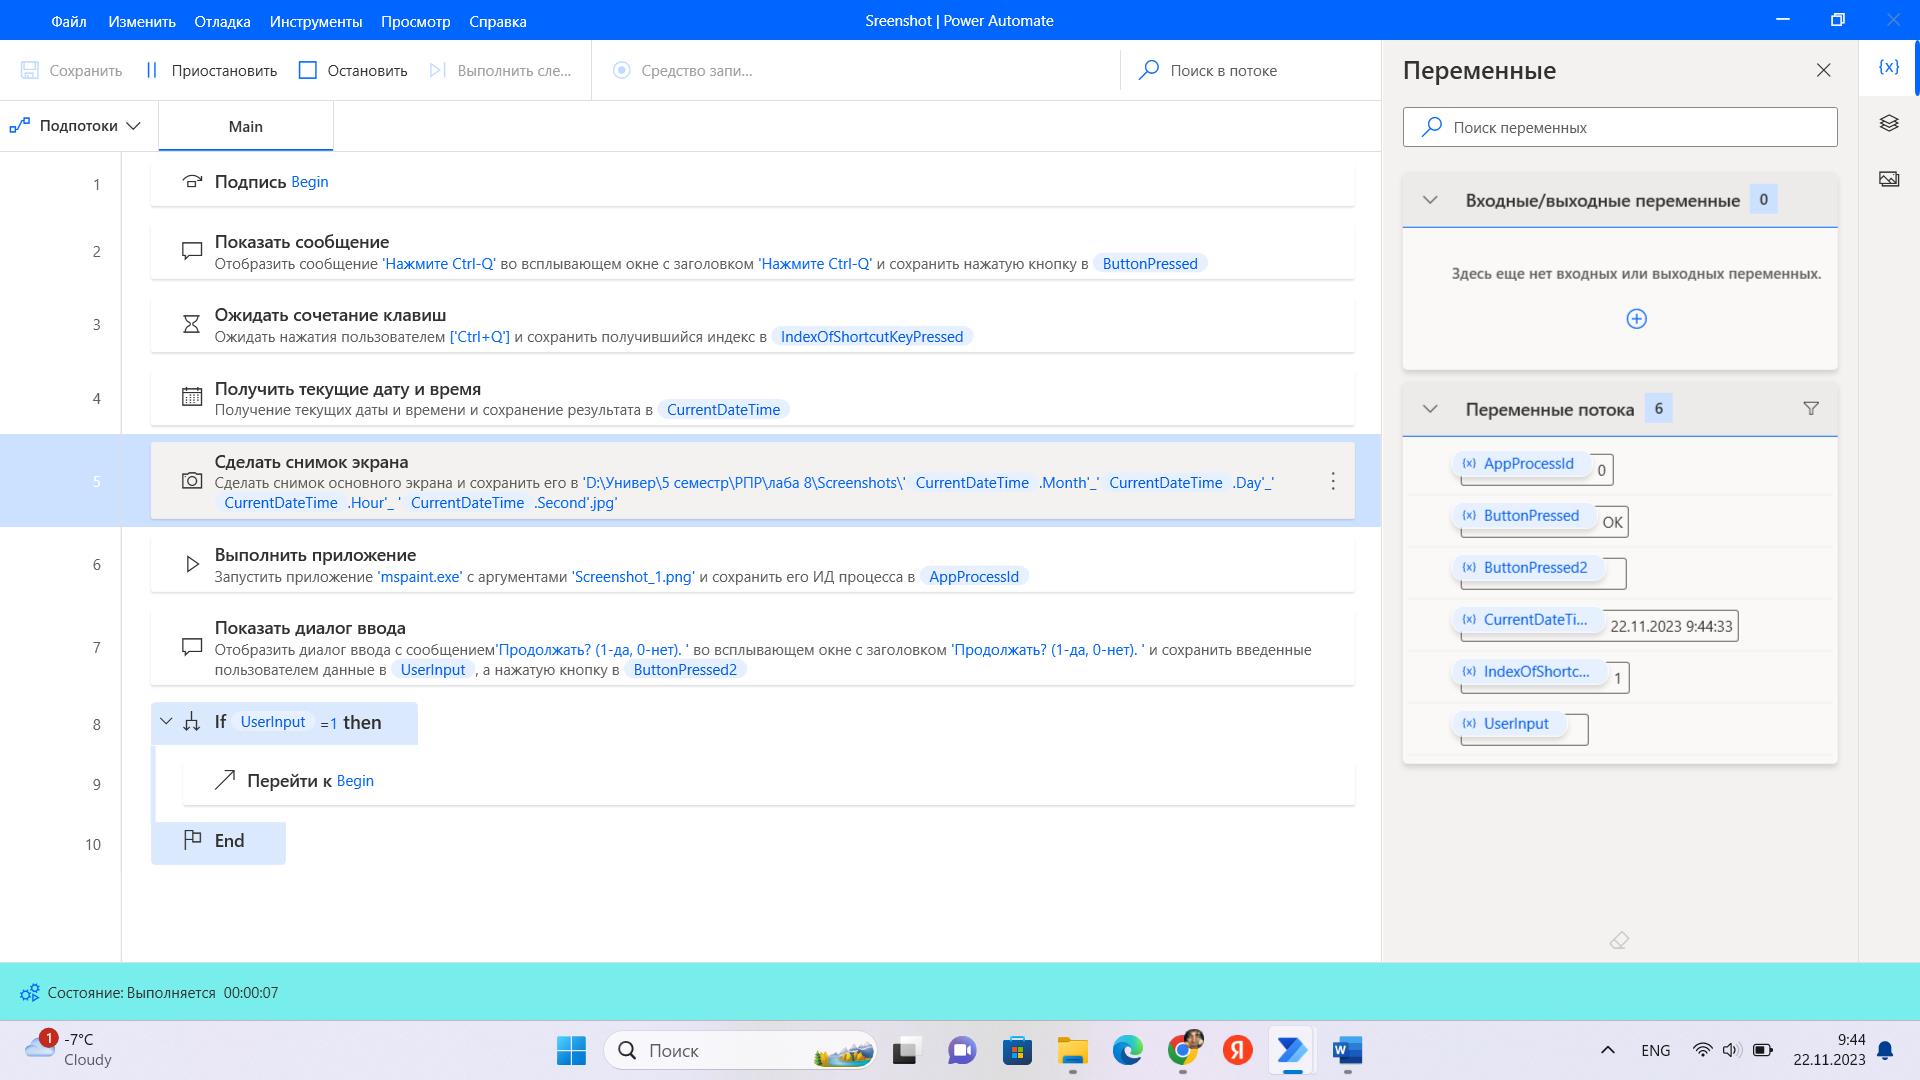 Файл Изменить Отладка Инструменты Просмотр Справка
Sreenshot | Power Automate
Сохранить Приостановить Остановить Выполнить сле... Средство запи... Поиск в потоке
Подпотоки Main
1 Подпись Begin
2 Показать сообщение
Отобразить сообщение 'Нажмите Ctrl-Q' во всплывающем окне с заголовком 'Нажмите Ctrl-Q' и сохранить нажатую кнопку в ButtonPressed
3 Ожидать сочетание клавиш
Ожидать нажатия пользователем ['Ctrl+Q'] и сохранить получившийся индекс в IndexOfShortcutKeyPressed
4 Получить текущие дату и время
Получение текущих даты и времени и сохранение результата в CurrentDateTime
5 Сделать снимок экрана
Сделать снимок основного экрана и сохранить его в 'D:\Универ\5 семестр\РПР\лаба 8\Screenshots\' CurrentDateTime .Month'_' CurrentDateTime .Day'_'
CurrentDateTime .Hour'_ ' CurrentDateTime .Second'.jpg'
6 Выполнить приложение
Запустить приложение 'mspaint.exe' с аргументами 'Screenshot_1.png' и сохранить его ИД процесса в AppProcessId
7 Показать диалог ввода
Отобразить диалог ввода с сообщением'Продолжать? (1-да, 0-нет). ' во всплывающем окне с заголовком 'Продолжать? (1-да, 0-нет). ' и сохранить введенные
пользователем данные в UserInput , а нажатую кнопку в ButtonPressed2
8 If UserInput =1 then
9 Перейти к Begin
10 End
Переменные
{x}
Поиск переменных
Входные/выходные переменные 0
Здесь еще нет входных или выходных переменных.
Переменные потока 6
{x} AppProcessId 0
{x} ButtonPressed OK
{x} ButtonPressed2
{x} CurrentDateTi... 22.11.2023 9:44:33
{x} IndexOfShortc... 1
{x} UserInput
Состояние: Выполняется 00:00:07
1 -7°C
Cloudy
Поиск
Я
W
ENG
9:44
22.11.2023